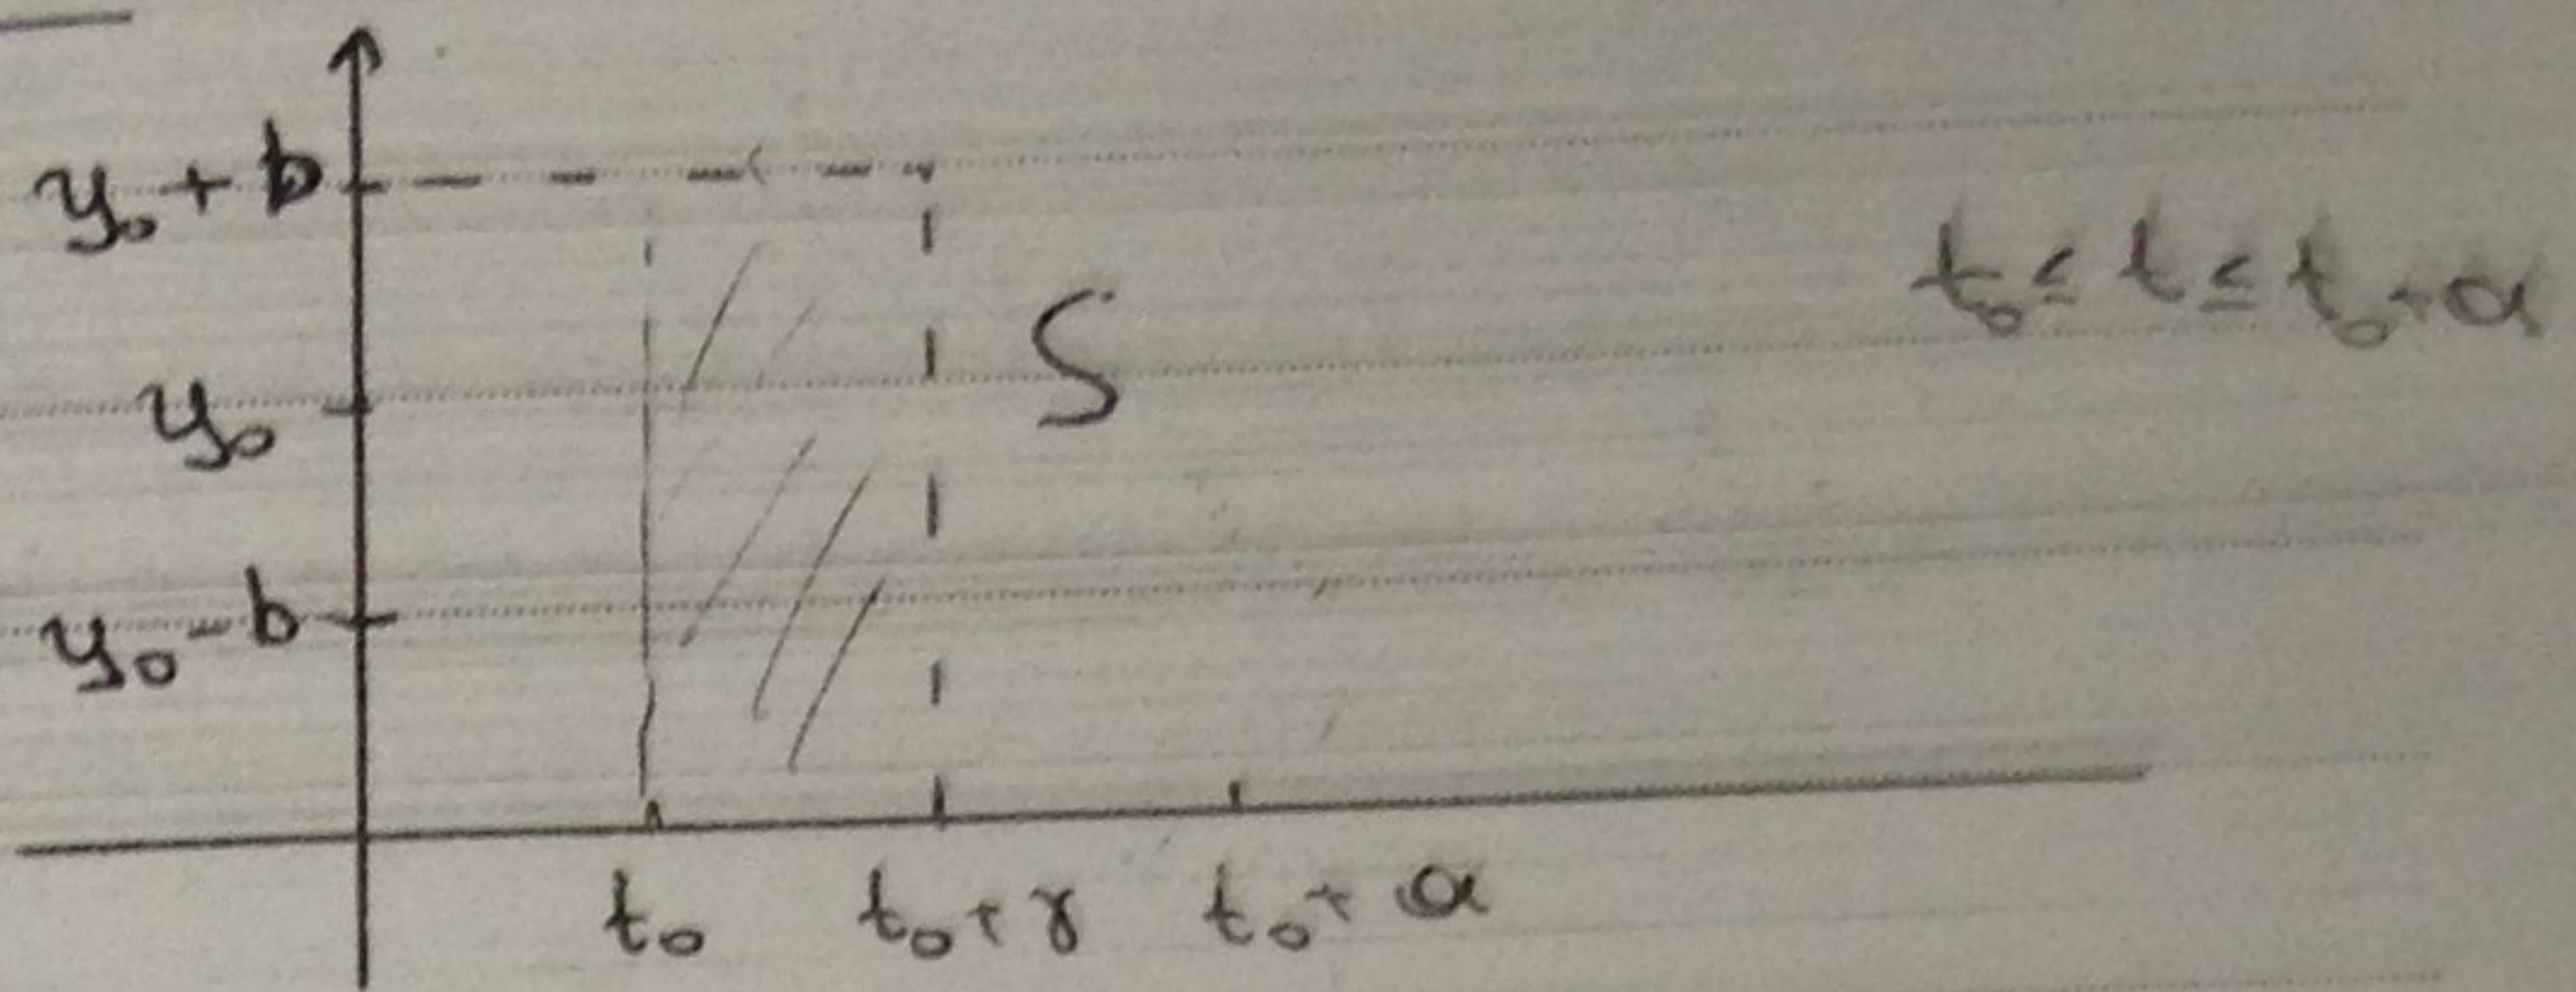 y₀ + b
t₀ ≤ t ≤ t₀ + a
S
y₀
y₀ - b
t₀ t₀ + γ t₀ + a